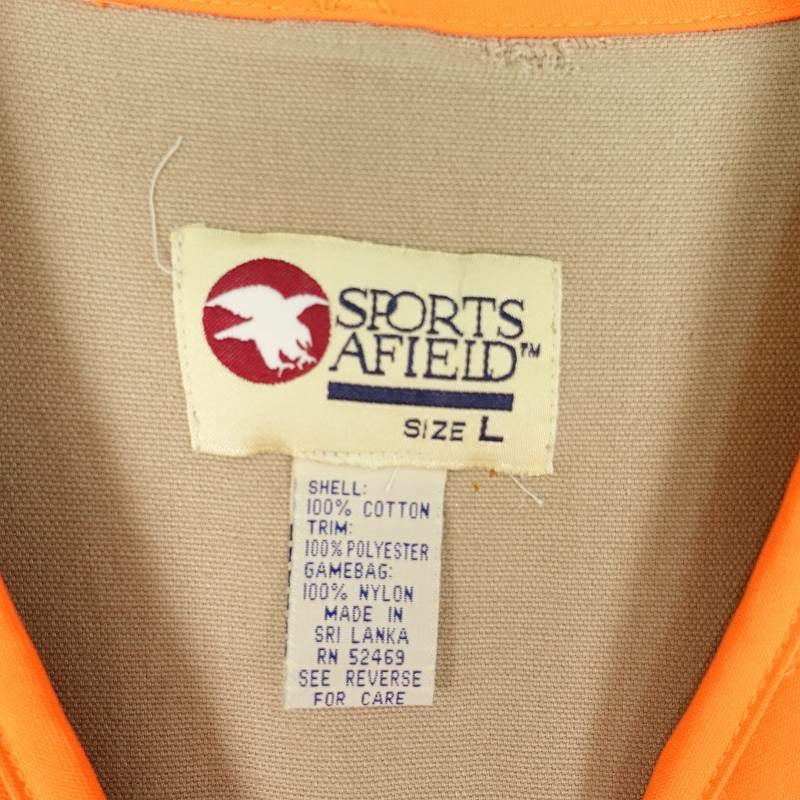 SPORTS
AFIELD™
SIZE L
SHELL:
100% COTTON
TRIM:
100% POLYESTER
GAMEBAG:
100% NYLON
MADE IN
SRI LANKA
RN 52469
SEE REVERSE
FOR CARE